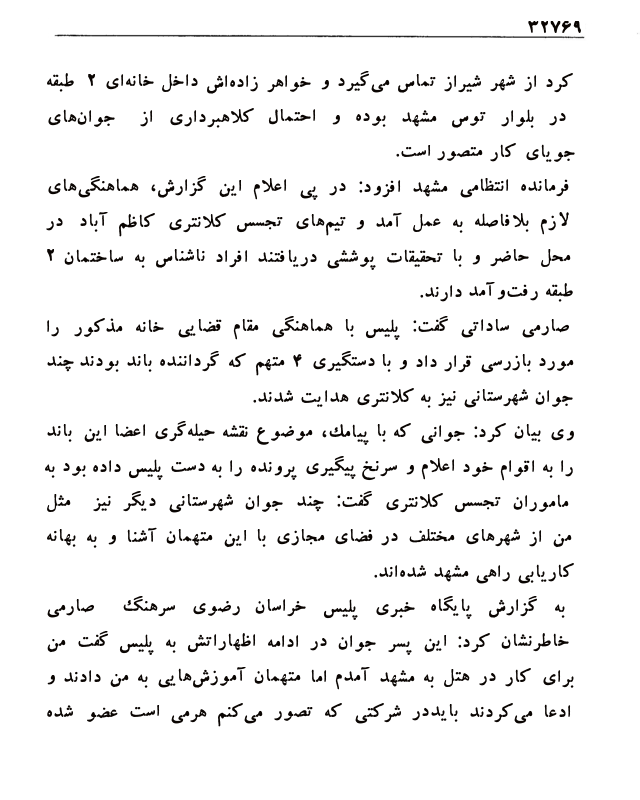 ۳۲۷۶۹
کرد از شهر شیراز تماس می‌گیرد و خواهر زاده‌اش داخل خانه‌ای ۲ طبقه
در بلوار توس مشهد بوده و احتمال کلاهبرداری از جوان‌های
جویای کار متصور است.
فرمانده انتظامی مشهد افزود: در پی اعلام این گزارش، هماهنگی‌های
لازم بلافاصله به عمل آمد و تیم‌های تجسس کلانتری کاظم آباد در
محل حاضر و با تحقیقات پوششی دریافتند افراد ناشناس به ساختمان ۲
طبقه رفت‌و آمد دارند.
صارمی ساداتی گفت: پلیس با هماهنگی مقام قضایی خانه مذکور را
مورد بازرسی قرار داد و با دستگیری ۴ متهم که گرداننده باند بودند چند
جوان شهرستانی نیز به کلانتری هدایت شدند.
وی بیان کرد: جوانی که با پیامك، موضوع نقشه حیله‌گری اعضا این باند
را به اقوام خود اعلام و سرنخ پیگیری پرونده را به دست پلیس داده بود به
ماموران تجسس کلانتری گفت: چند جوان شهرستانی دیگر نیز مثل
من از شهرهای مختلف در فضای مجازی با این متهمان آشنا و به بهانه
کاریابی راهی مشهد شده‌اند.
به گزارش پایگاه خبری پلیس خراسان رضوی سرهنگ صارمی
خاطرنشان کرد: این پسر جوان در ادامه اظهاراتش به پلیس گفت من
برای کار در هتل به مشهد آمدم اما متهمان آموزش‌هایی به من دادند و
ادعا می‌کردند بایددر شرکتی که تصور می‌کنم هرمی است عضو شده